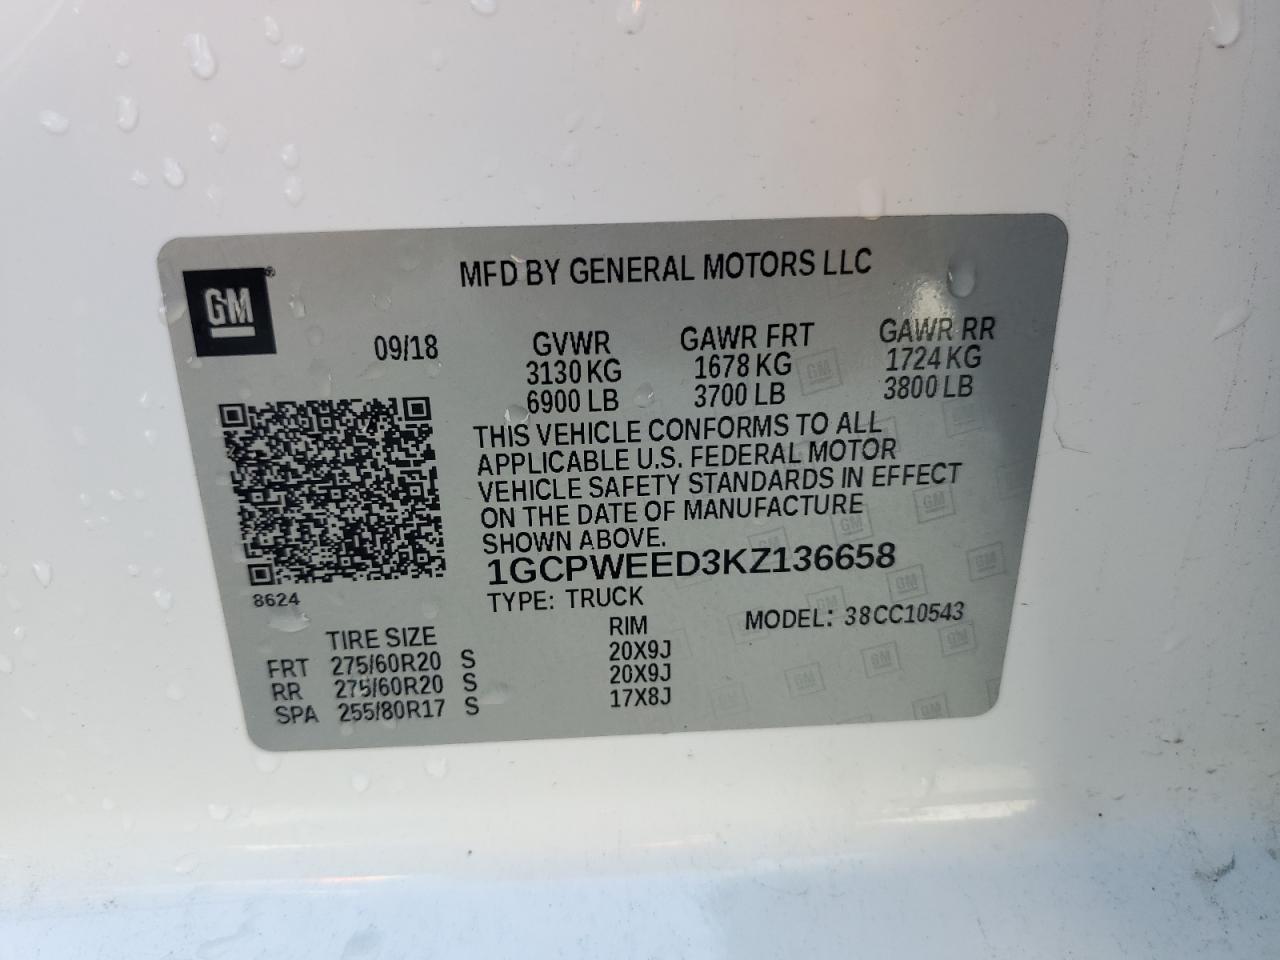 MFD BY GENERAL MOTORS LLC
GM ®
09/18
GVWR GAWR FRT GAWR RR
3130 KG 1678 KG 1724 KG
6900 LB 3700 LB 3800 LB
THIS VEHICLE CONFORMS TO ALL
APPLICABLE U.S. FEDERAL MOTOR
VEHICLE SAFETY STANDARDS IN EFFECT
ON THE DATE OF MANUFACTURE
SHOWN ABOVE.
1GCPWEED3KZ136658
8624
TYPE: TRUCK
MODEL: 38CC10543
TIRE SIZE RIM
FRT 275/60R20 S 20X9J
RR 275/60R20 S 20X9J
SPA 255/80R17 S 17X8J